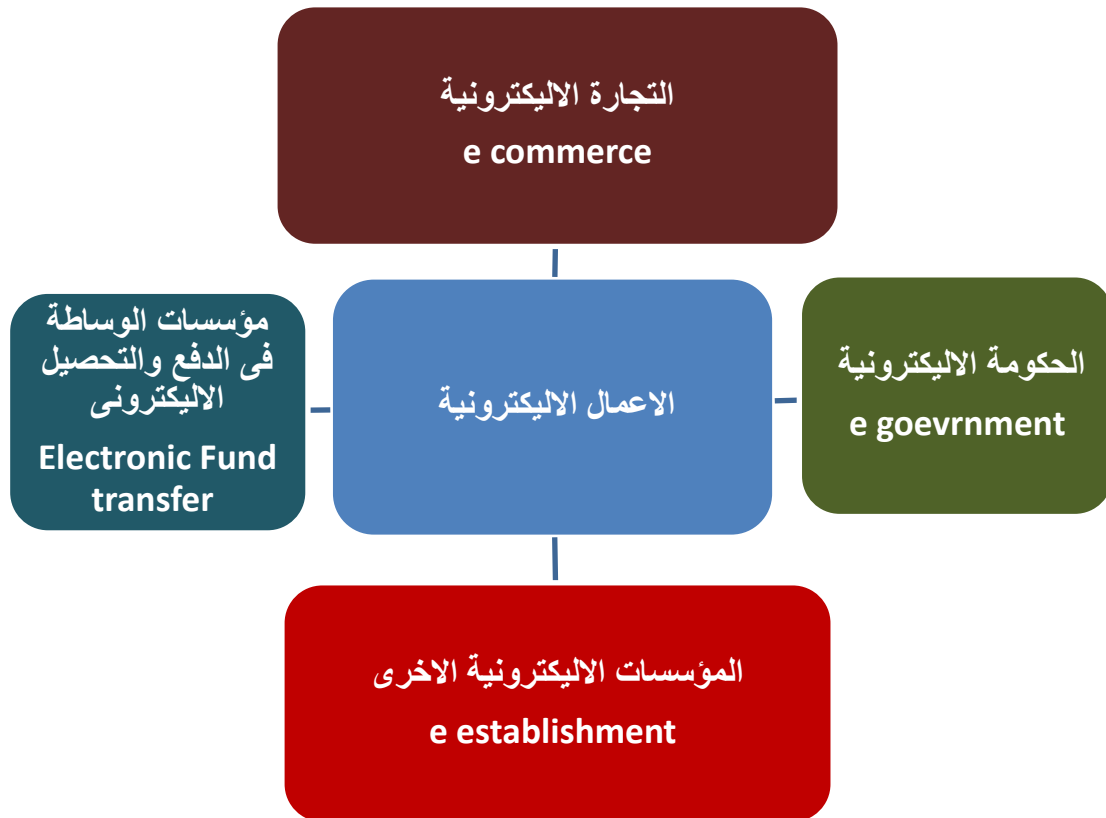 التجارة الاليكترونية
e commerce
مؤسسات الوساطة
فى الدفع والتحصيل
الاليكترونى
Electronic Fund
transfer
الاعمال الاليكترونية
الحكومة الاليكترونية
e goevrnment
المؤسسات الاليكترونية الاخرى
e establishment